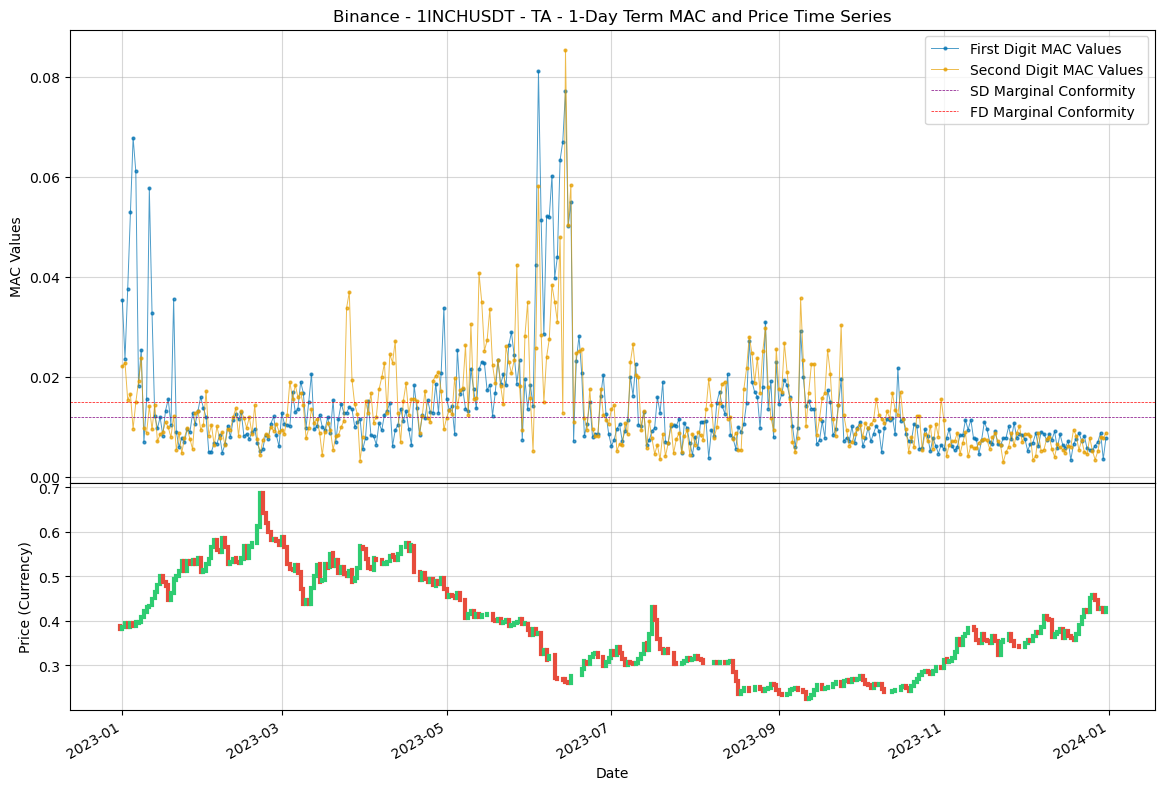 Binance - 1INCHUSDT - TA - 1-Day Term MAC and Price Time Series
First Digit MAC Values
Second Digit MAC Values
SD Marginal Conformity
FD Marginal Conformity
MAC Values
0.08
0.06
0.04
0.02
0.00
Price (Currency)
0.7
0.6
0.5
0.4
0.3
2023-01
2023-03
2023-05
2023-07
2023-09
2023-11
2024-01
Date